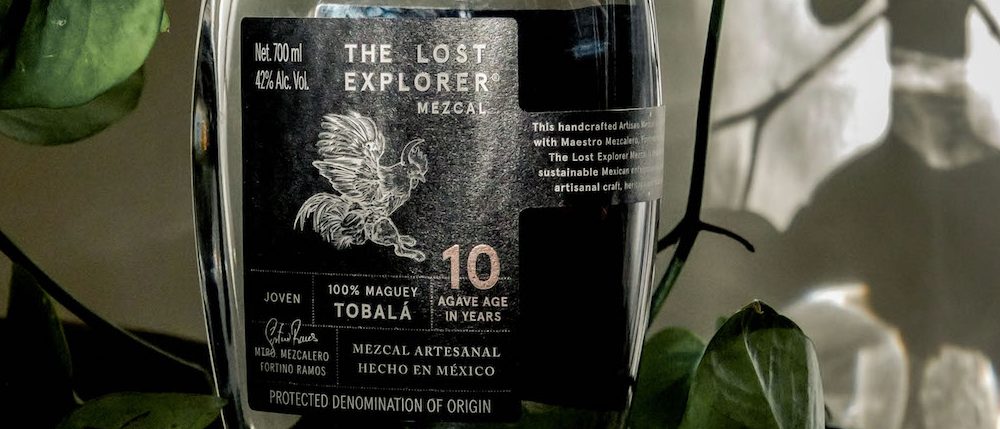 Net. 700 ml
42% Alc. Vol.
THE LOST
EXPLORER®
MEZCAL
10
AGAVE AGE
IN YEARS
JOVEN
100% MAGUEY
TOBALÁ
MTRO. MEZCALERO
FORTINO RAMOS
MEZCAL ARTESANAL
HECHO EN MÉXICO
PROTECTED DENOMINATION OF ORIGIN
This handcrafted Artisan
with Maestro Mezcalero,
The Lost Explorer Mezcal
sustainable Mexican
artisanal craft,